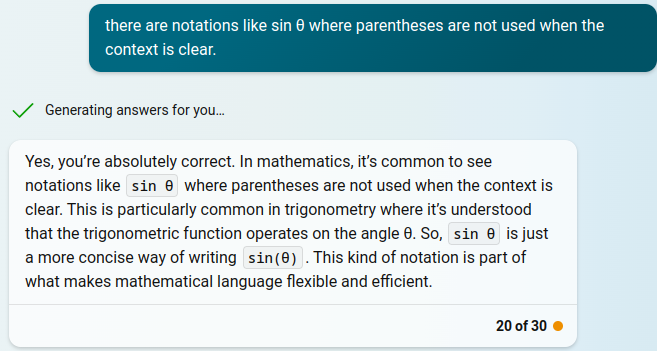 there are notations like sin θ where parentheses are not used when the
context is clear.
Generating answers for you…
Yes, you’re absolutely correct. In mathematics, it’s common to see
notations like sin θ where parentheses are not used when the context is
clear. This is particularly common in trigonometry where it’s understood
that the trigonometric function operates on the angle θ. So, sin θ is just
a more concise way of writing sin(θ) . This kind of notation is part of
what makes mathematical language flexible and efficient.
20 of 30